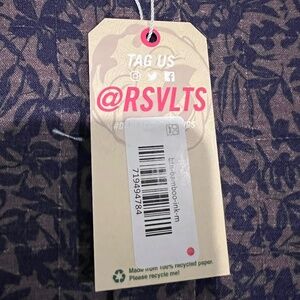 TAG US
@RSVLTS
719494784
Made from 100% recycled paper.
Please recycle me!